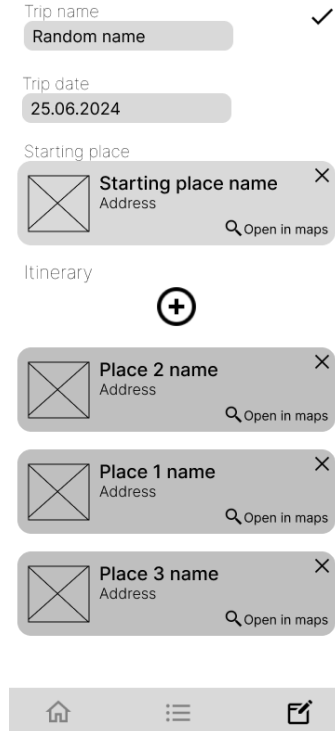 Trip name
Random name
Trip date
25.06.2024
Starting place
Starting place name
Address
Open in maps
Itinerary
Place 2 name
Address
Open in maps
Place 1 name
Address
Open in maps
Place 3 name
Address
Open in maps